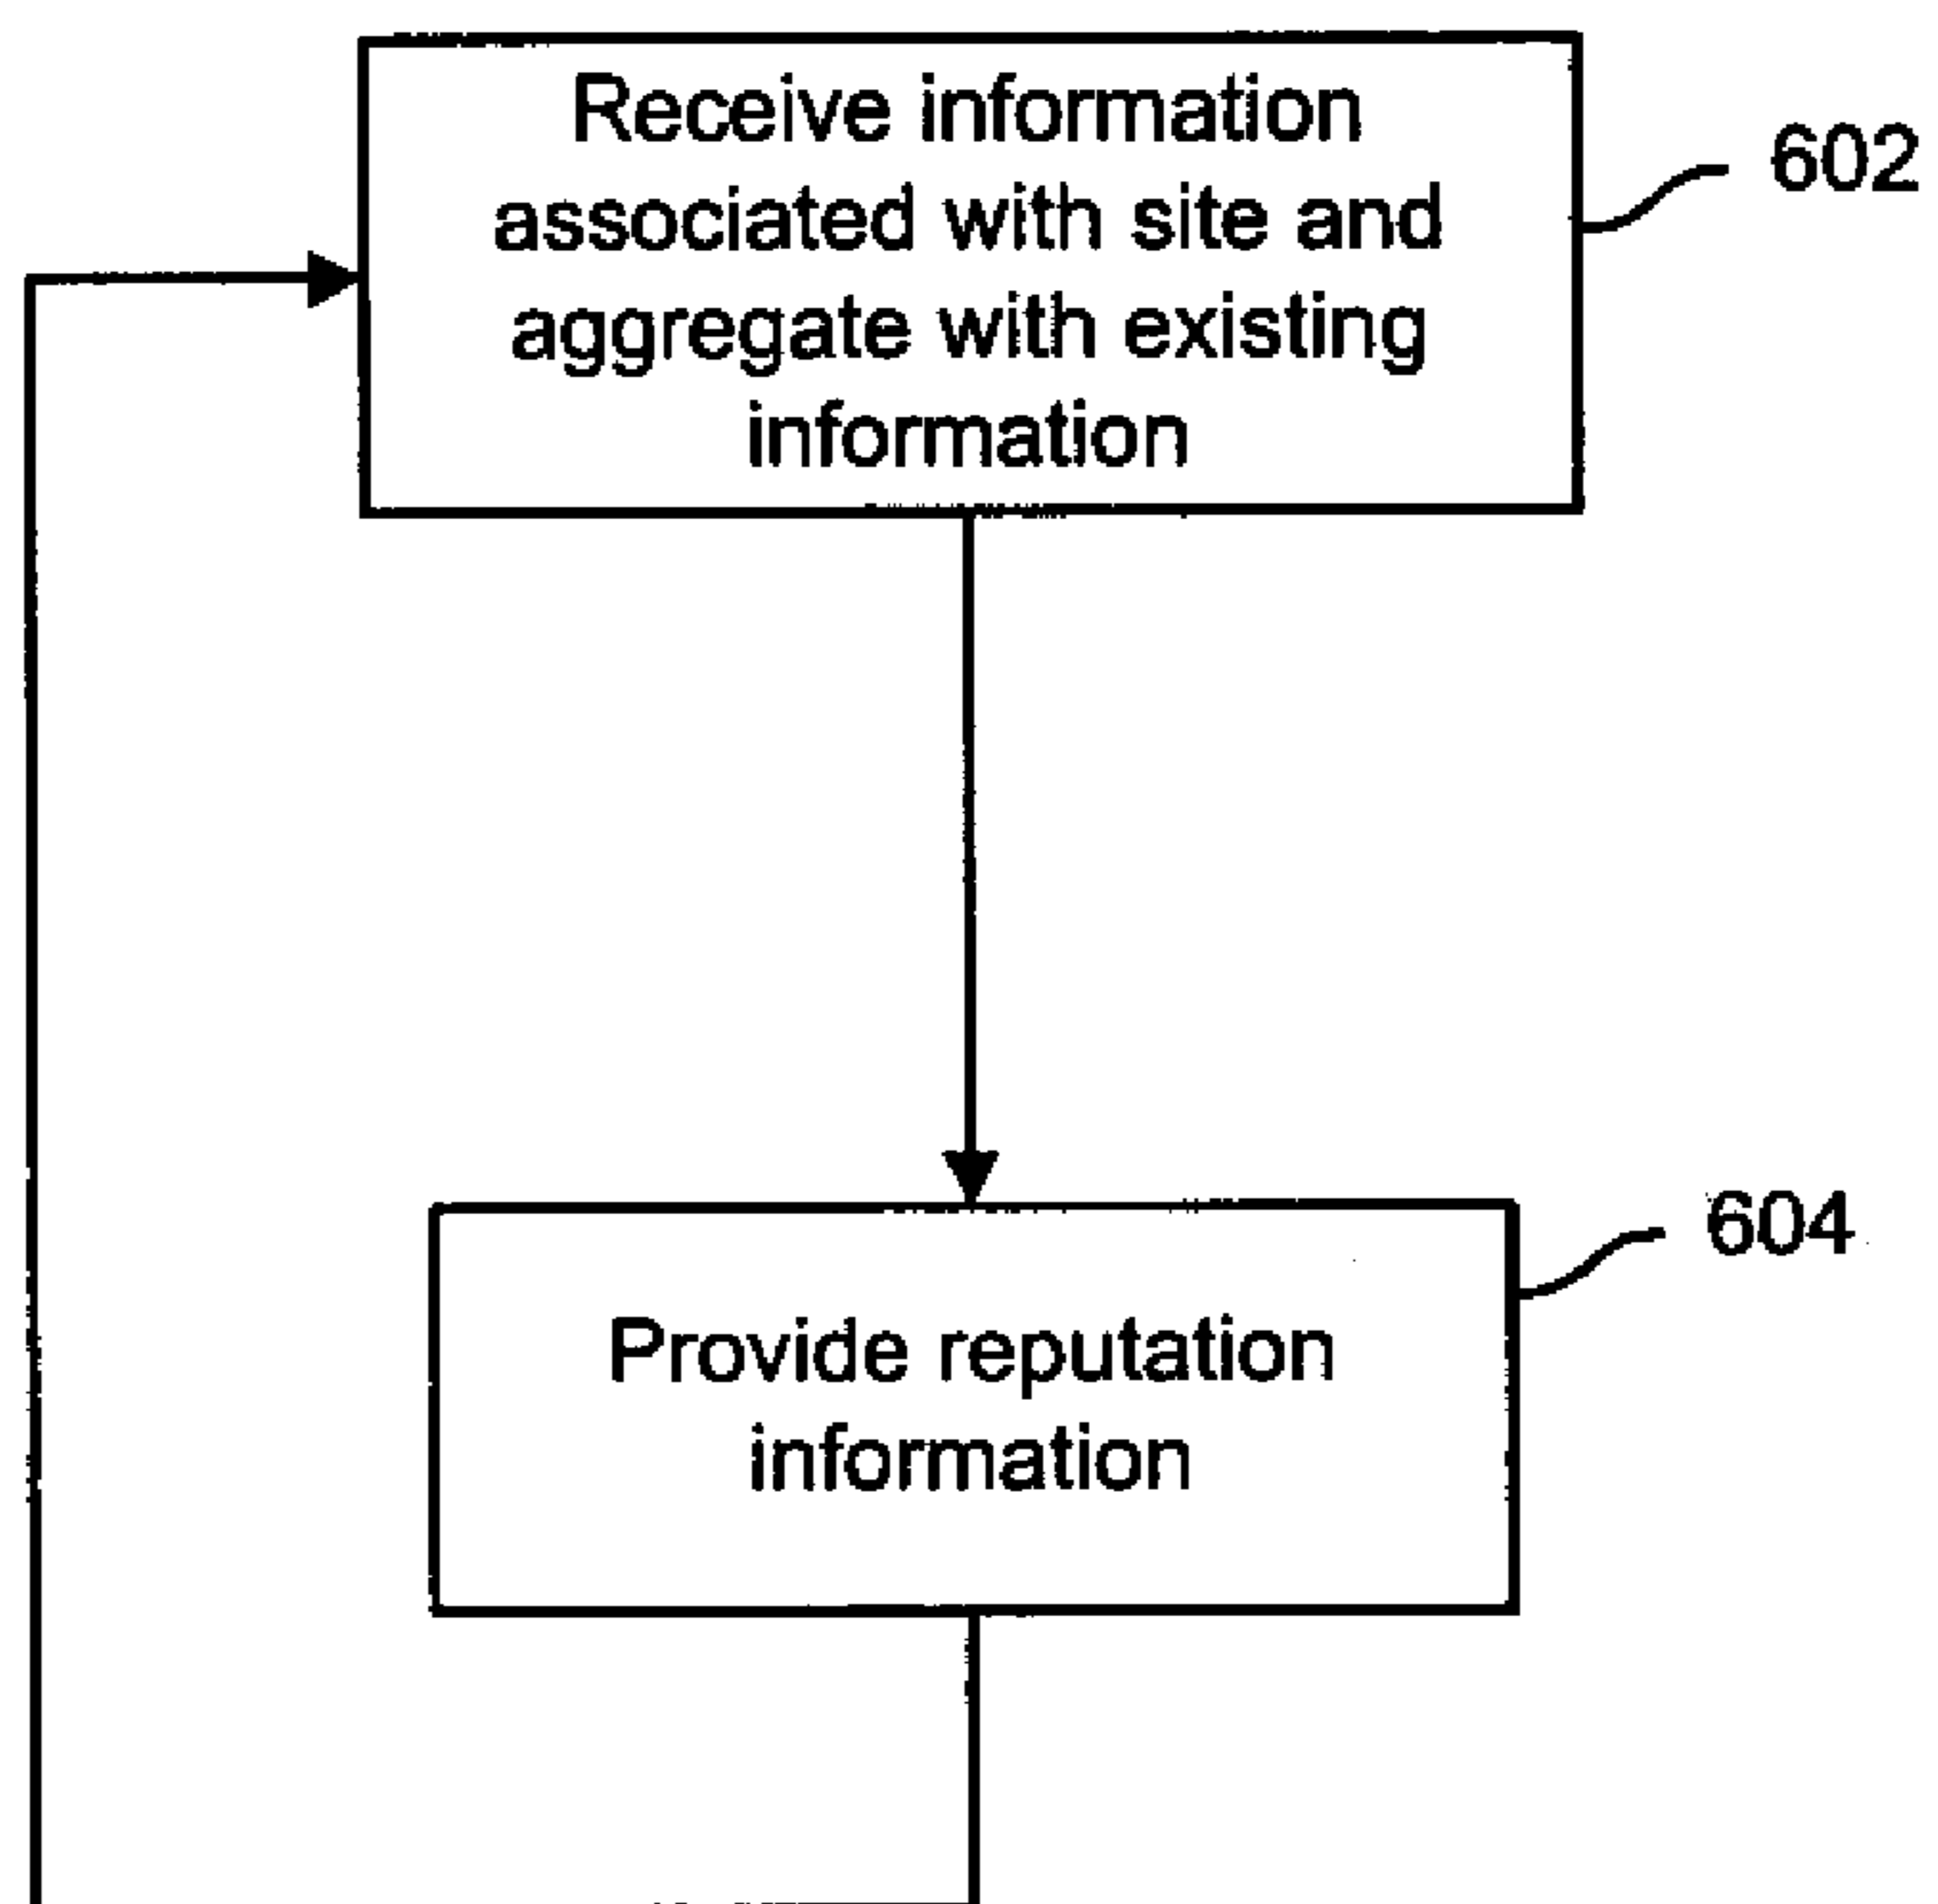 Receive information
associated with site and
aggregate with existing
information
602
604
Provide reputation
information